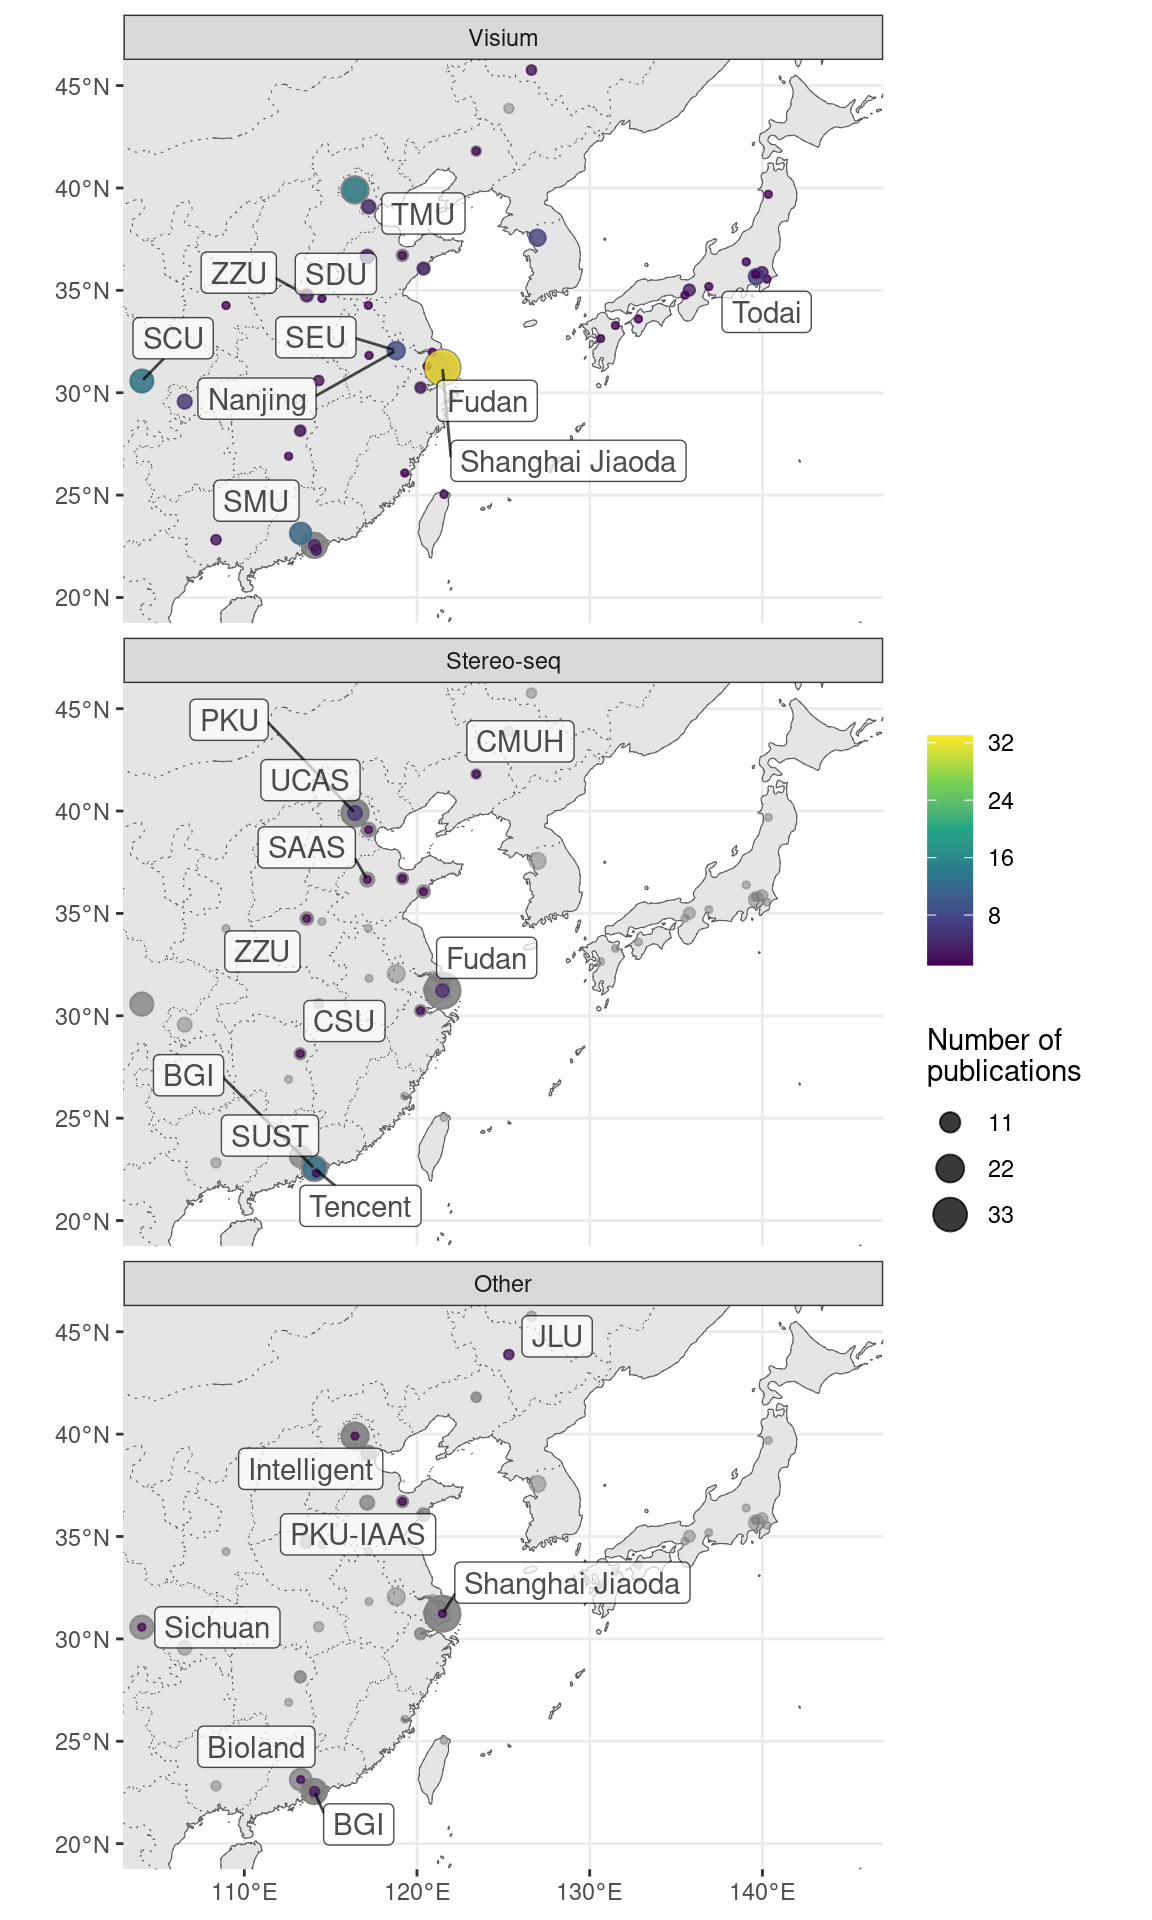 Visium
45°N
40°N
TMU
ZZU
SDU
35°N
Todai
SCU
SEU
30°N
Nanjing
Fudan
Shanghai Jiaoda
25°N
SMU
20°N
Stereo-seq
45°N
PKU
CMUH
UCAS
40°N
SAAS
35°N
ZZU
Fudan
30°N
CSU
BGI
25°N
SUST
Tencent
20°N
32
24
16
8
Number of
publications
11
22
33
Other
45°N
JLU
40°N
Intelligent
35°N
PKU-IAAS
Shanghai Jiaoda
30°N
Sichuan
25°N
Bioland
BGI
20°N
110°E
120°E
130°E
140°E